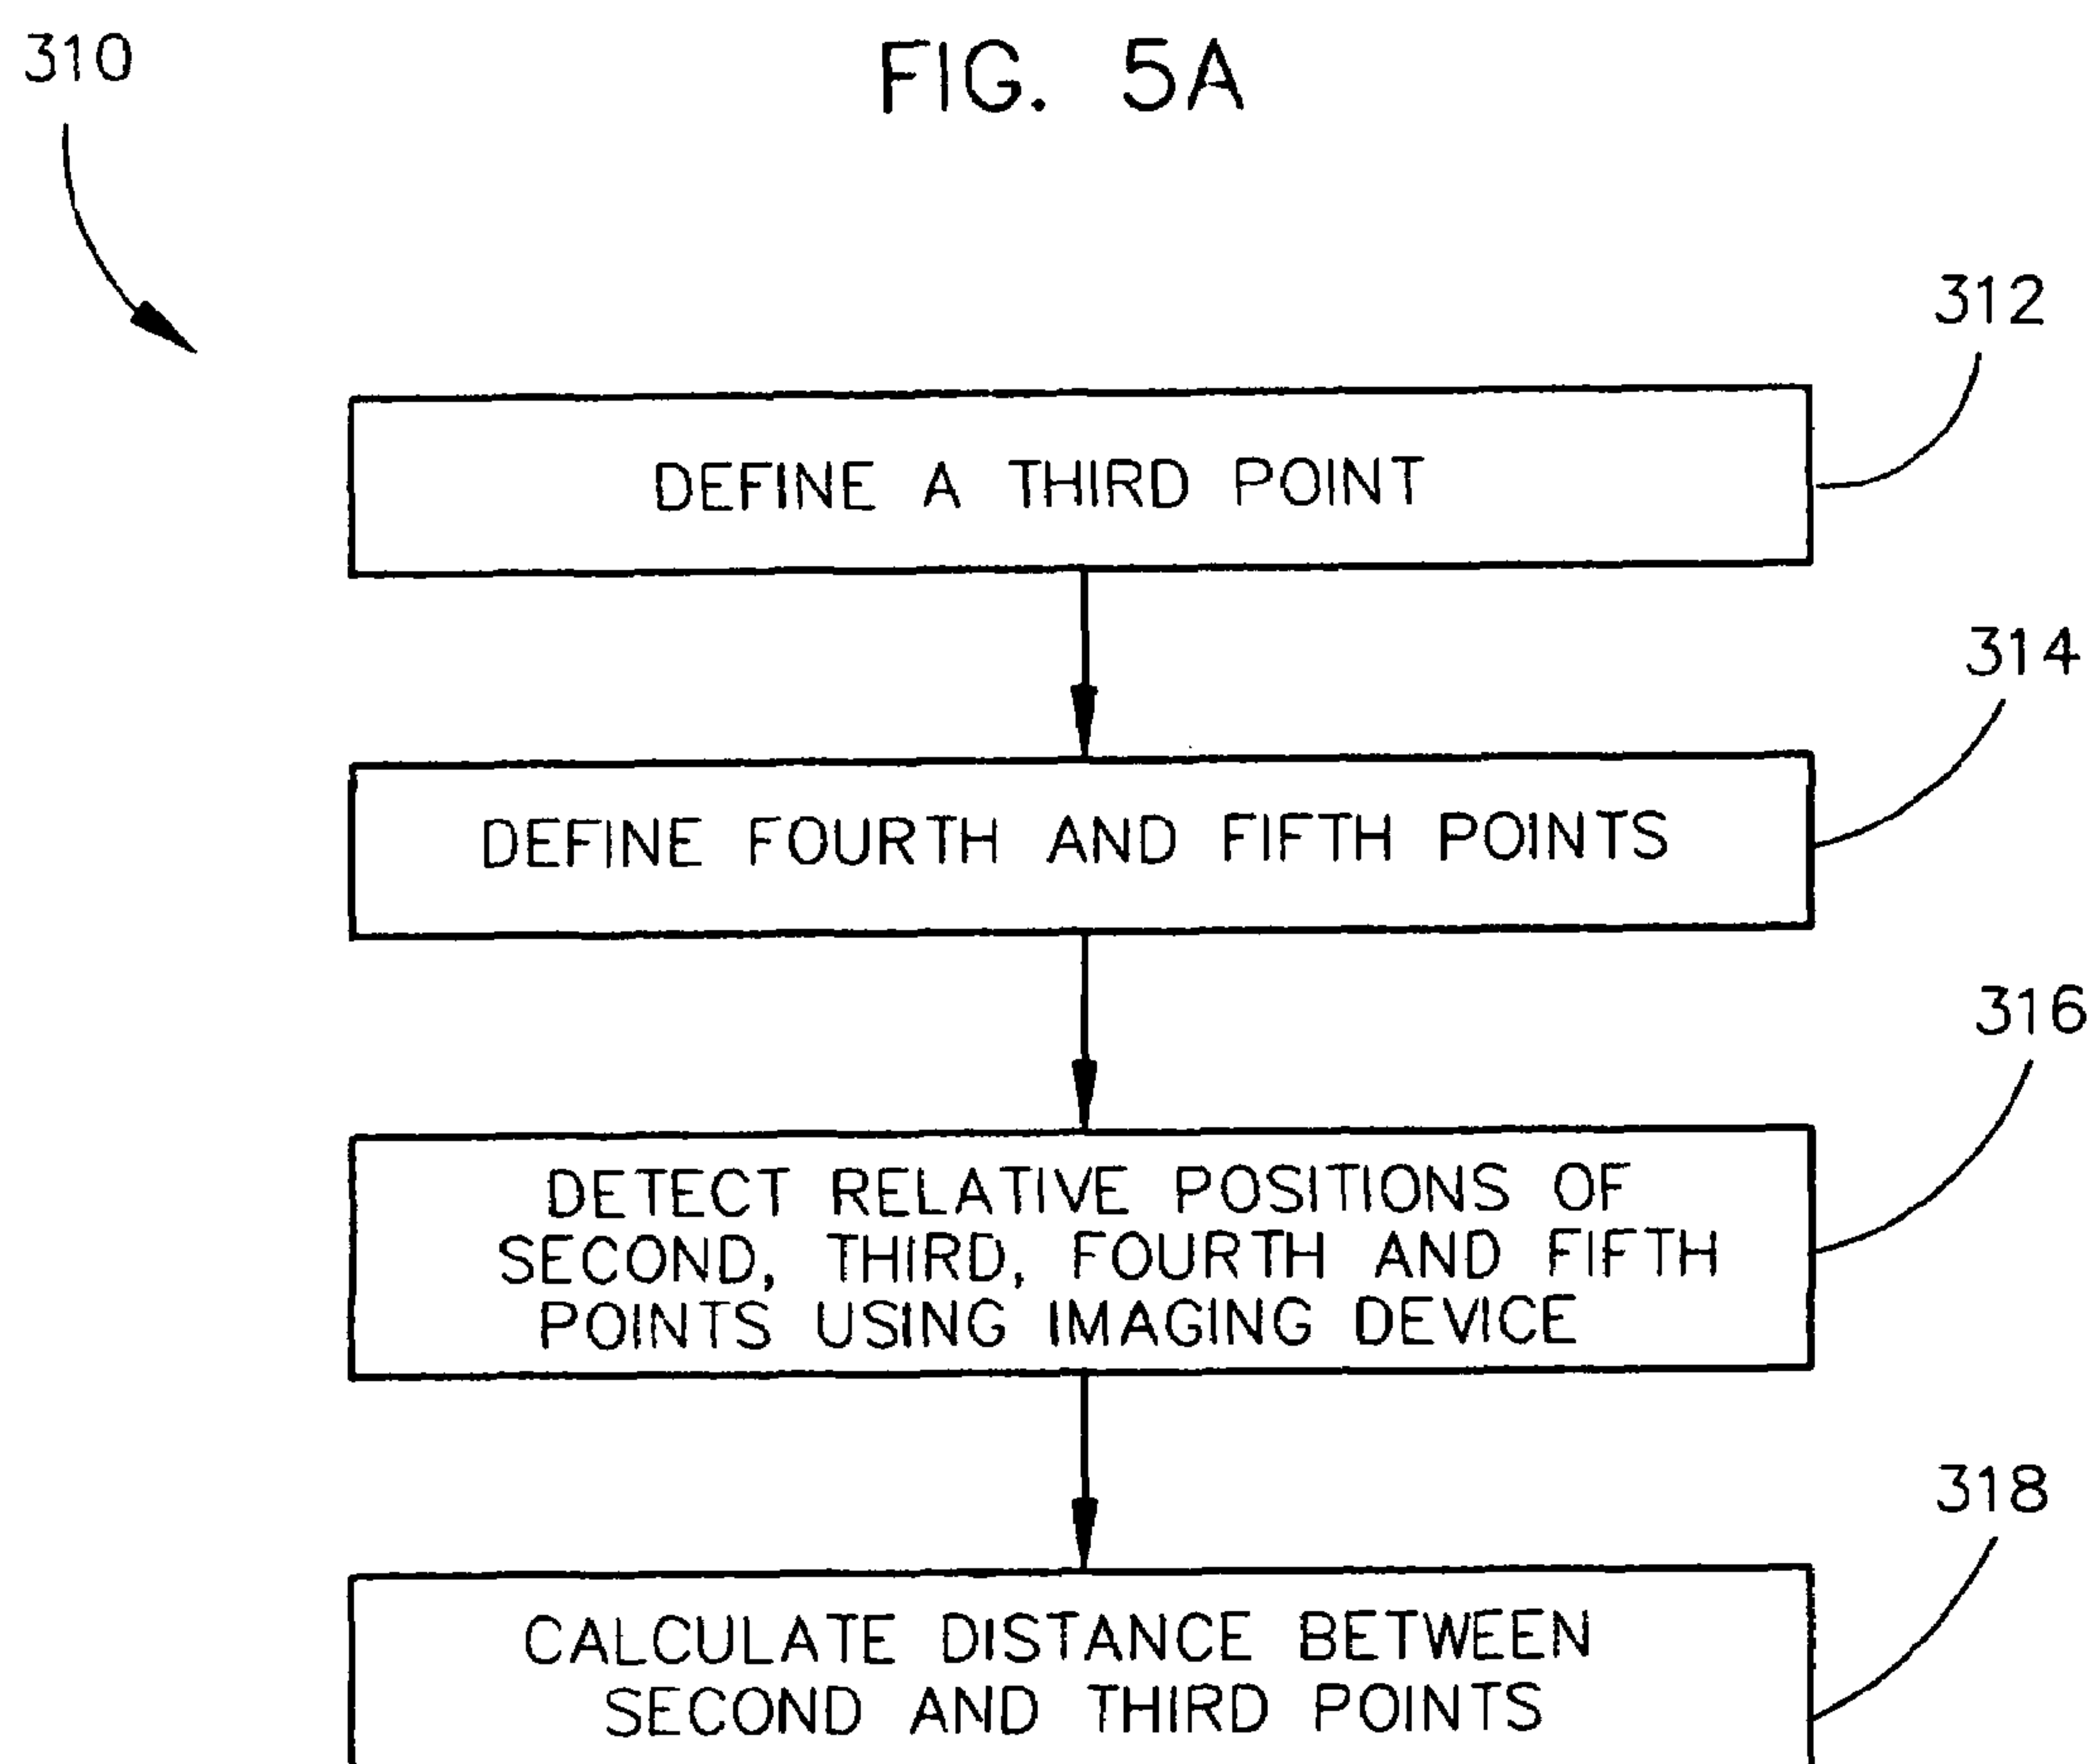 310
FIG. 5A
312
DEFINE A THIRD POINT
314
DEFINE FOURTH AND FIFTH POINTS
316
DETECT RELATIVE POSITIONS OF
SECOND, THIRD, FOURTH AND FIFTH
POINTS USING IMAGING DEVICE
318
CALCULATE DISTANCE BETWEEN
SECOND AND THIRD POINTS